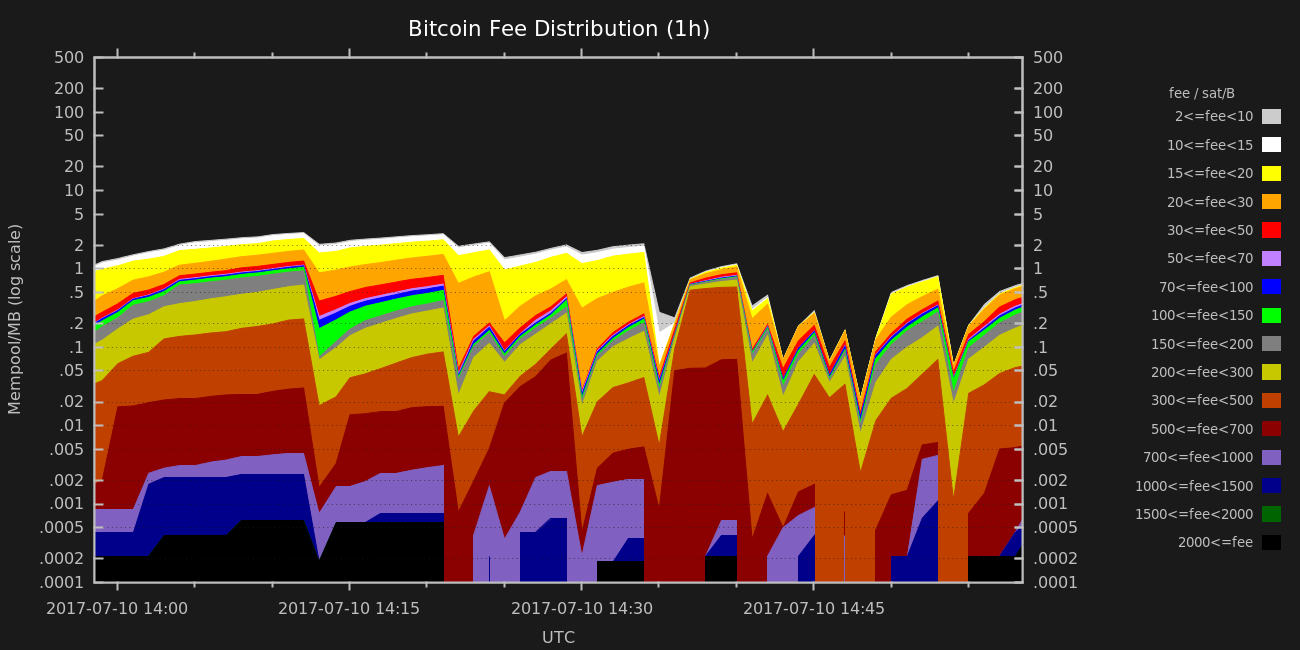 Bitcoin Fee Distribution (1h)
500
200
100
50
20
10
5
2
1
.5
.2
.1
.05
.02
.01
.005
.002
.001
.0005
.0002
.0001
Mempool/MB (log scale)
500
200
100
50
20
10
5
2
1
.5
.2
.1
.05
.02
.01
.005
.002
.001
.0005
.0002
.0001
2017-07-10 14:00
2017-07-10 14:15
2017-07-10 14:30
2017-07-10 14:45
UTC
fee / sat/B
2<=fee<10
10<=fee<15
15<=fee<20
20<=fee<30
30<=fee<50
50<=fee<70
70<=fee<100
100<=fee<150
150<=fee<200
200<=fee<300
300<=fee<500
500<=fee<700
700<=fee<1000
1000<=fee<1500
1500<=fee<2000
2000<=fee